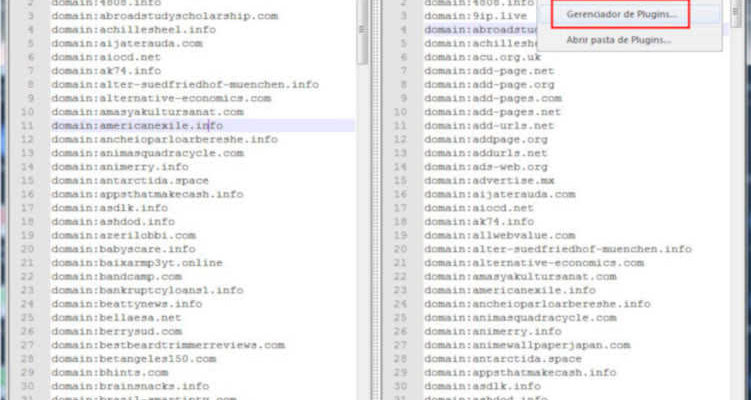 2 domain:4808.info
3 domain:abroadstudyscholarship.com
4 domain:achillesheel.info
5 domain:aijaterauda.com
6 domain:aiocd.net
7 domain:ak74.info
8 domain:alter-suedfriedhof-muenchen.info
9 domain:alternative-economics.com
10 domain:amasyakultursanat.com
11 domain:americanexile.info
12 domain:ancheioparloarbereshe.info
13 domain:animasquadracycle.com
14 domain:animerry.info
15 domain:antarctida.space
16 domain:appsthatmakecash.info
17 domain:asdlk.info
18 domain:ashdod.info
19 domain:azerilobbi.com
20 domain:babyscare.info
21 domain:baixarmp3yt.online
22 domain:bandcamp.com
23 domain:bankruptcyloans1.info
24 domain:beattynews.info
25 domain:bellaesa.net
26 domain:berrysud.com
27 domain:bestbeardtrimmerreviews.com
28 domain:betangeles150.com
29 domain:bhints.com
30 domain:brainsnacks.info
31 domain:brasil-smartiptv.com
2 domain:4808.info
3 domain:9ip.live
4 domain:abroadstud
5 domain:achillesh
6 domain:acu.org.uk
7 domain:add-page.net
8 domain:add-page.org
9 domain:add-pages.com
10 domain:add-pages.net
11 domain:add-urls.net
12 domain:addpage.org
13 domain:addurls.net
14 domain:ads-web.org
15 domain:advertise.mx
16 domain:aijaterauda.com
17 domain:aiocd.net
18 domain:ak74.info
19 domain:allwebvalue.com
20 domain:alter-suedfriedhof-muenchen.info
21 domain:alternative-economics.com
22 domain:amasyakultursanat.com
23 domain:americanexile.info
24 domain:ancheioparloarbereshe.info
25 domain:animasquadracycle.com
26 domain:animerry.info
27 domain:animewallpaperjapan.com
28 domain:antarctida.space
29 domain:appsthatmakecash.info
30 domain:asdlk.info
31 domain:ashdod.info
Gerenciador de Plugins...
Abrir pasta de Plugins...